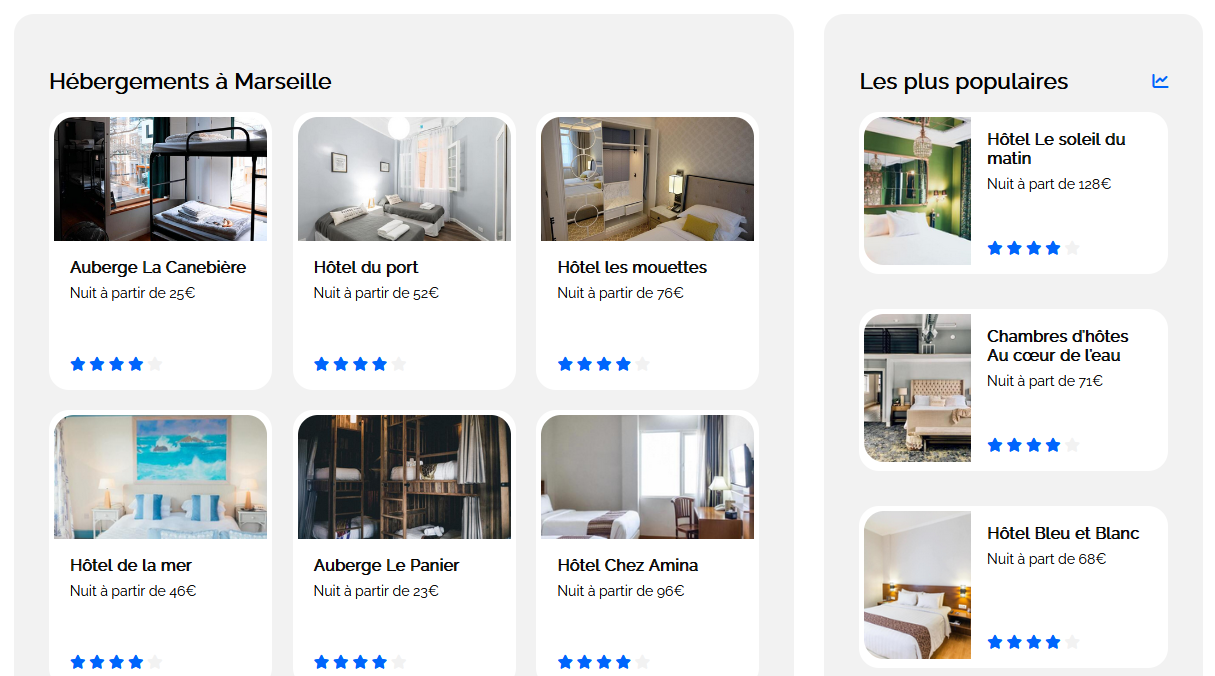 Hébergements à Marseille
Auberge La Canebière
Nuit à partir de 25€
Hôtel du port
Nuit à partir de 52€
Hôtel les mouettes
Nuit à partir de 76€
Hôtel de la mer
Nuit à partir de 46€
Auberge Le Panier
Nuit à partir de 23€
Hôtel Chez Amina
Nuit à partir de 96€
Les plus populaires
Hôtel Le soleil du
matin
Nuit à part de 128€
Chambres d'hôtes
Au cœur de l'eau
Nuit à part de 71€
Hôtel Bleu et Blanc
Nuit à part de 68€